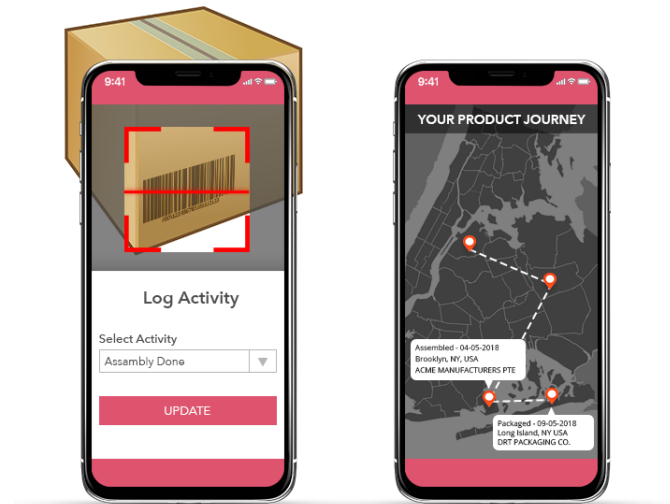 9:41
Log Activity
Select Activity
Assambly Done
UPDATE
9:41
YOUR PRODUCT JOURNEY
Assembled - 04-05-2018
Brooklyn, NY, USA
ACME MANUFACTURERS PTE
Packaged - 09-05-2018
Long Island, NY USA
DRT PACKAGING CO.